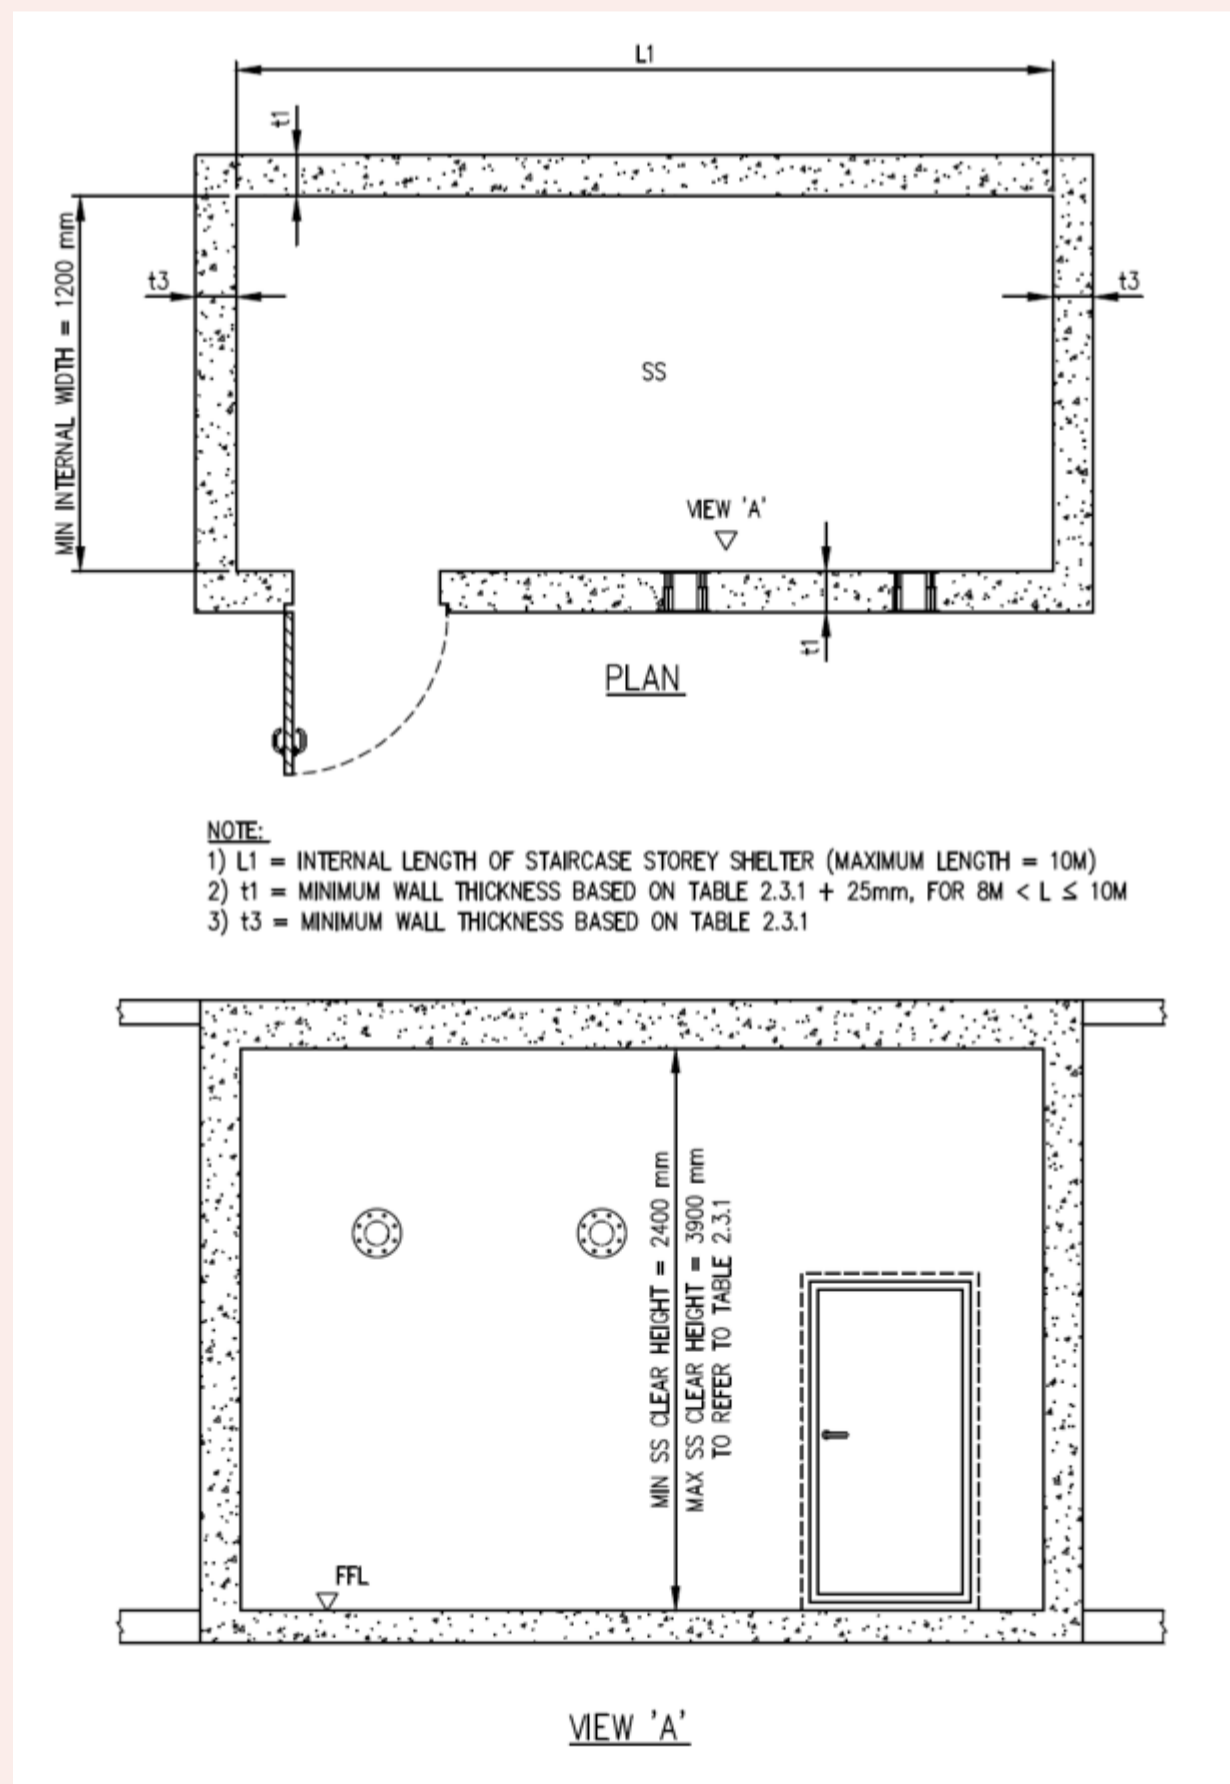 L1
t1
MIN INTERNAL WIDTH = 1200 mm
t3
t3
SS
VIEW 'A'
t1
PLAN
NOTE:
1) L1 = INTERNAL LENGTH OF STAIRCASE STOREY SHELTER (MAXIMUM LENGTH = 10M)
2) t1 = MINIMUM WALL THICKNESS BASED ON TABLE 2.3.1 + 25mm, FOR 8M < L ≤ 10M
3) t3 = MINIMUM WALL THICKNESS BASED ON TABLE 2.3.1
MIN SS CLEAR HEIGHT = 2400 mm
MAX SS CLEAR HEIGHT = 3900 mm
TO REFER TO TABLE 2.3.1
FFL
VIEW 'A'